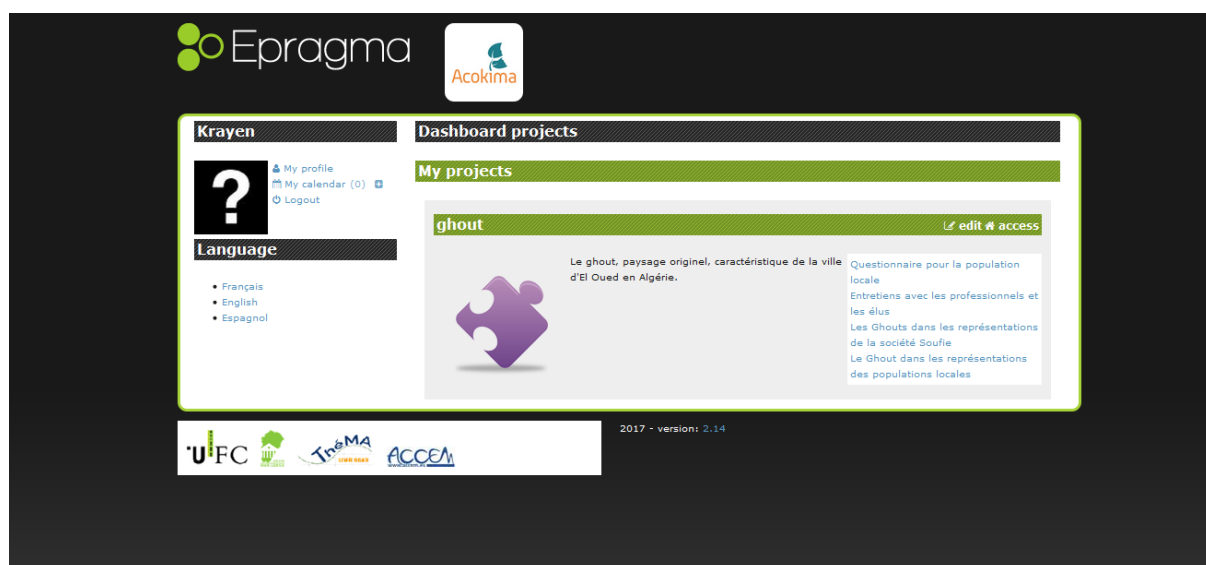 Epragma
Acokima
Krayen
My profile
My calendar (0)
Logout
Language
Français
English
Espagnol
Dashboard projects
My projects
ghout
edit access
Le ghout, paysage originel, caractéristique de la ville
d'El Oued en Algérie.
Questionnaire pour la population
locale
Entretiens avec les professionnels et
les élus
Les Ghouts dans les représentations
de la société Soufie
Le Ghout dans les représentations
des populations locales
UFC
ThéMA
ACCEM
2017 - version: 2.14